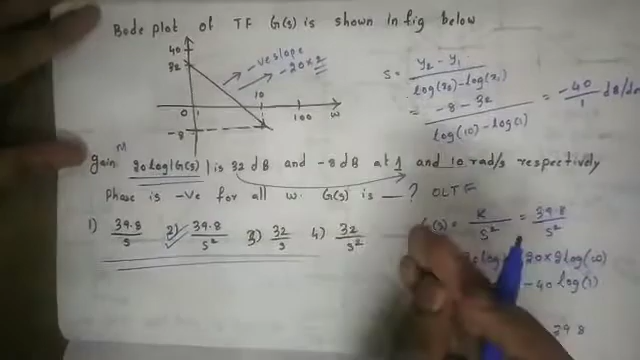 Bode plot of TF G(s) is shown in fig below
40
32
-ve slope
-20×2
0
1
10
100
w
-8
S = y2 - y1 / log(x2) - log(x1)
= -8 - 32 / log(10) - log(1) = -40/1 dB/dec
gain 20log|G(s)| is 32 dB and -8 dB at 1 and 10 rad/s respectively
Phase is -ve for all w. G(s) is — ? OLTF
1) 39.8/s 2) 39.8/s² 3) 32/s 4) 32/s²
G(s) = K/s² = 39.8/s²
20×2log(w)
-40 log(1)
39.8